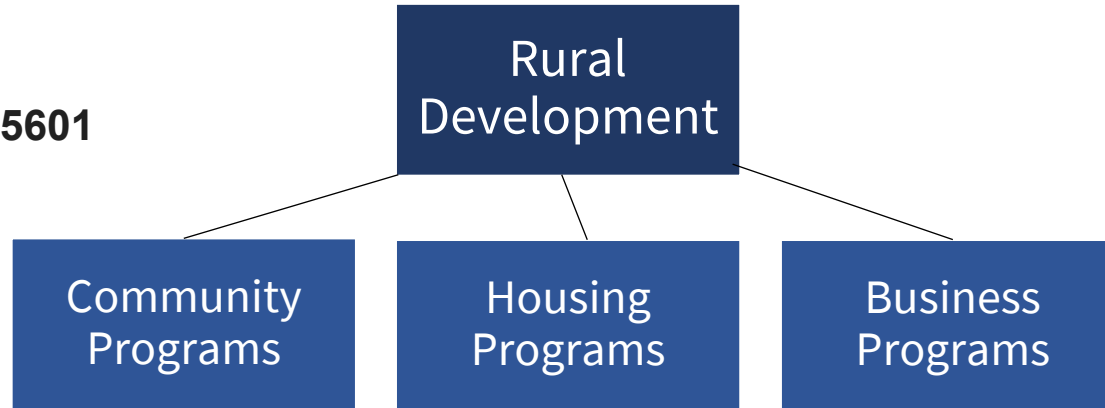 Rural
Development
5601
Community
Programs
Housing
Programs
Business
Programs